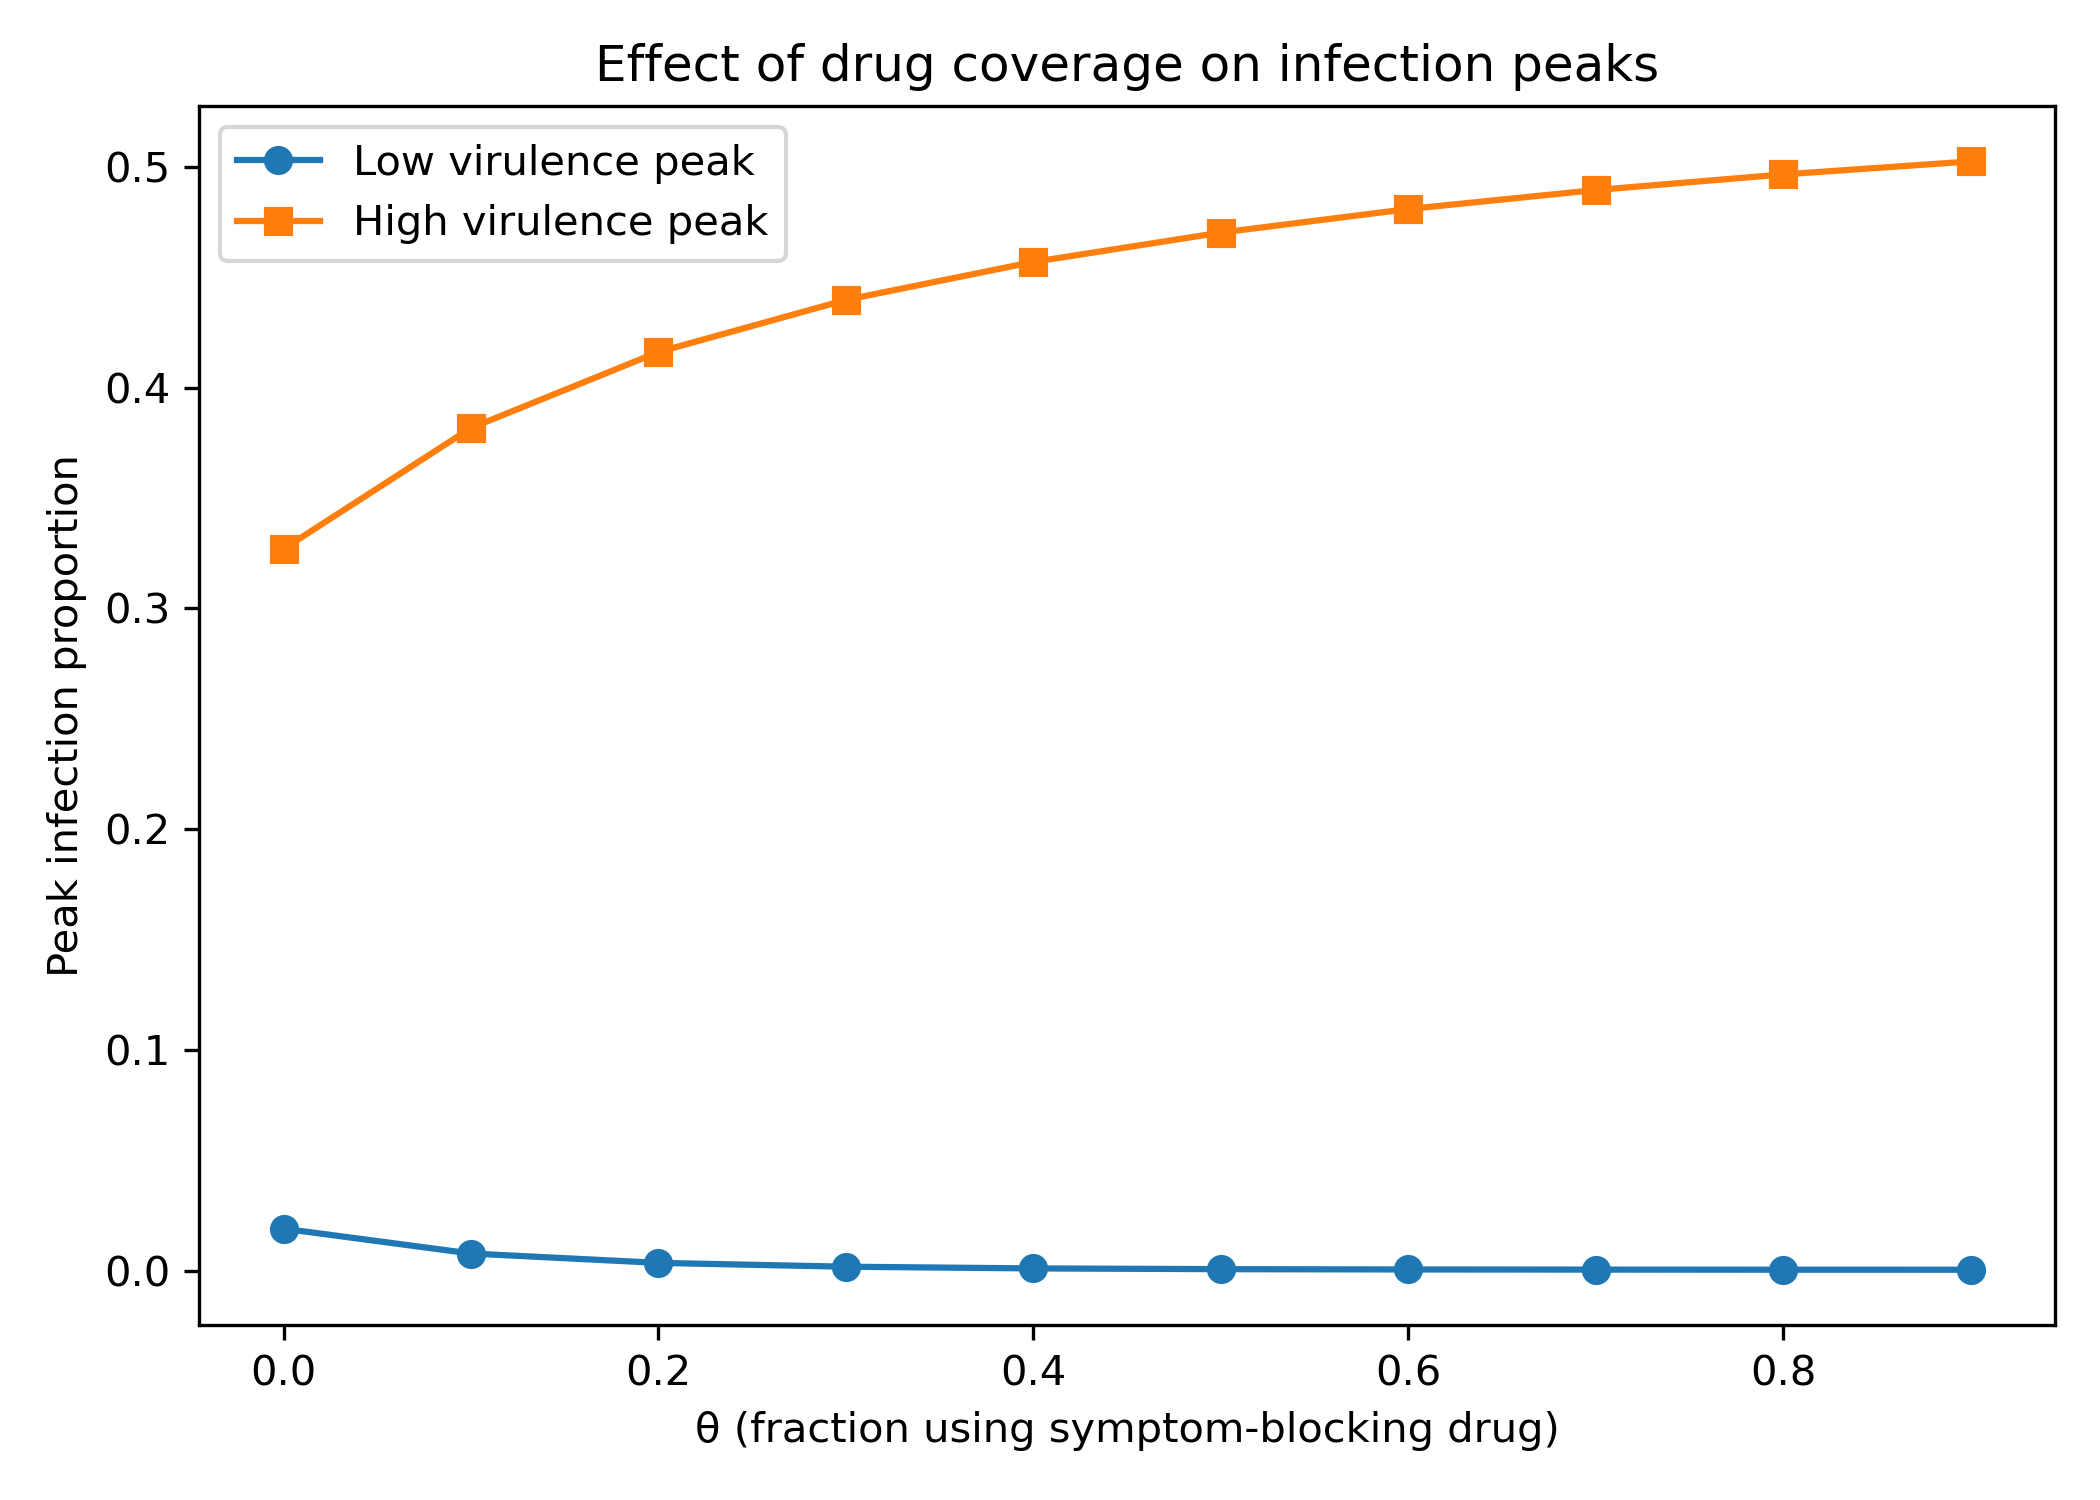 Effect of drug coverage on infection peaks
Low virulence peak
High virulence peak
Peak infection proportion
0.5
0.4
0.3
0.2
0.1
0.0
0.0 0.2 0.4 0.6 0.8
θ (fraction using symptom-blocking drug)